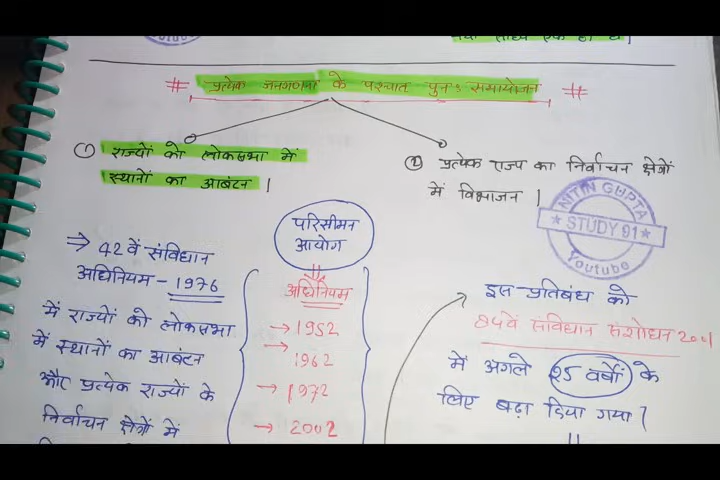 # प्रत्येक जनगणना के पश्चात पुनः समायोजन #
① राज्यों को लोकसभा में
स्थानों का आबंटन ।
② प्रत्येक राज्य का निर्वाचन क्षेत्रों
में विभाजन ।
NITIN GUPTA
★ STUDY 91 ★
Youtube
⇒ 42 वें संविधान
अधिनियम - 1976
में राज्यों को लोकसभा
में स्थानों का आबंटन
और प्रत्येक राज्यों के
निर्वाचन क्षेत्रों में
परिसीमन
आयोग
अधिनियम
→ 1952
→ 1962
→ 1972
→ 2002
इस प्रतिबंध को
84वें संविधान संशोधन 2001
में अगले 25 वर्षों के
लिए बढ़ा दिया गया ।